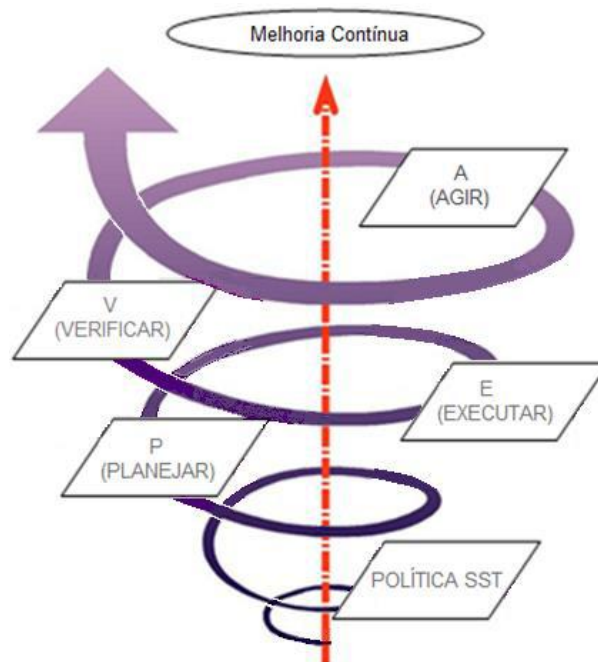 Melhoria Contínua
A
(AGIR)
V
(VERIFICAR)
E
(EXECUTAR)
P
(PLANEJAR)
POLÍTICA SST